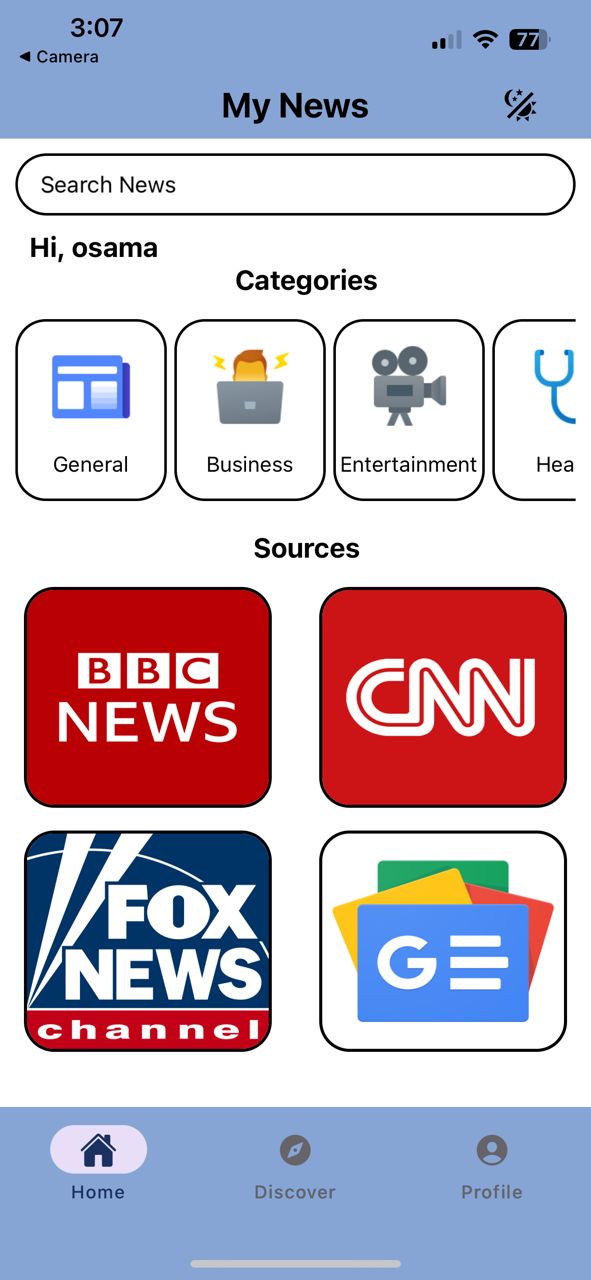 3:07
77
Camera
My News
Search News
Hi, osama
Categories
General
Business
Entertainment
Hea
Sources
BBC
NEWS
CNN
FOX
NEWS
channel
G
Home
Discover
Profile